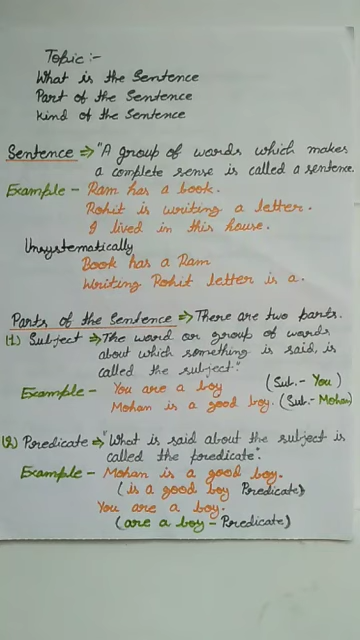 Topic :-
What is the Sentence
Part of the Sentence
Kind of the Sentence
Sentence ⇒ "A group of words which makes
a complete sense is called a sentence.
Example - Ram has a book.
Rohit is writing a letter.
I lived in this house.
Unsystematically
Book has a Ram
Writing Rohit letter is a.
Parts of the Sentence ⇒ There are two parts.
(1) Subject ⇒ The word or group of words
about which something is said, is
called the subject."
Example - You are a boy (Sub. - You)
Mohan is a good boy. (Sub. - Mohan)
(2) Predicate ⇒ "What is said about the subject is
called the predicate".
Example - Mohan is a good boy.
(is a good boy Predicate)
You are a boy.
(are a boy - Predicate)